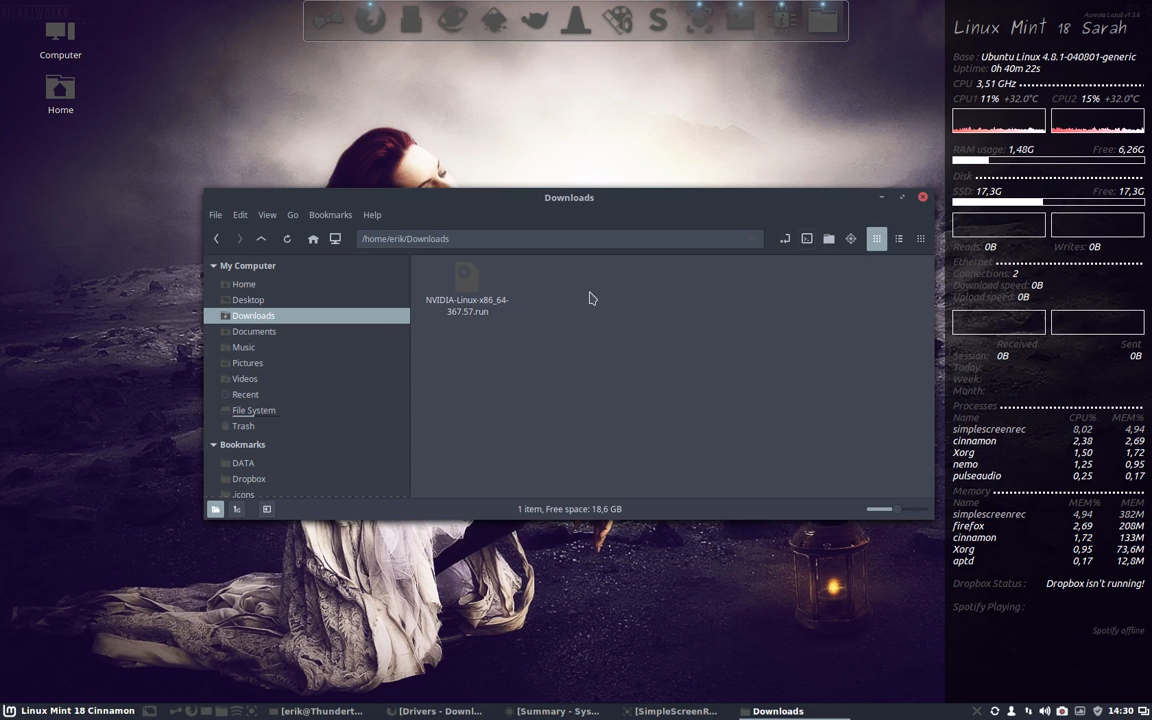 Computer
Home
Downloads
File Edit View Go Bookmarks Help
/home/erik/Downloads
My Computer
Home
Desktop
Downloads
Documents
Music
Pictures
Videos
Recent
File System
Trash
Bookmarks
DATA
Dropbox
.icons
NVIDIA-Linux-x86_64-
367.57.run
1 item, Free space: 18,6 GB
Aureola Lazuli v1.3.6
Linux Mint 18 Sarah
Base : Ubuntu Linux 4.8.1-040801-generic
Uptime: 0h 40m 22s
CPU 3,51 GHz
CPU1 11% +32.0°C CPU2 15% +32.0°C
RAM usage: 1,48G Free: 6,26G
Disk
SSD: 17,3G Free: 17,3G
Reads: 0B Writes: 0B
Ethernet
Connections: 2
Download speed: 0B
Upload speed: 0B
Received Sent
Session: 0B 0B
Today:
Week:
Month:
Processes
Name CPU% MEM%
simplescreenrec 8,02 4,94
cinnamon 2,38 2,69
Xorg 1,50 1,72
nemo 1,25 0,95
pulseaudio 0,25 0,17
Memory
Name MEM% MEM
simplescreenrec 4,94 382M
firefox 2,69 208M
cinnamon 1,72 133M
Xorg 0,95 73,6M
aptd 0,17 12,8M
Dropbox Status : Dropbox isn't running!
Spotify Playing :
Spotify offline
Linux Mint 18 Cinnamon [erik@Thundert... [Drivers - Downl... [Summary - Sys... [SimpleScreenR... Downloads 14:30